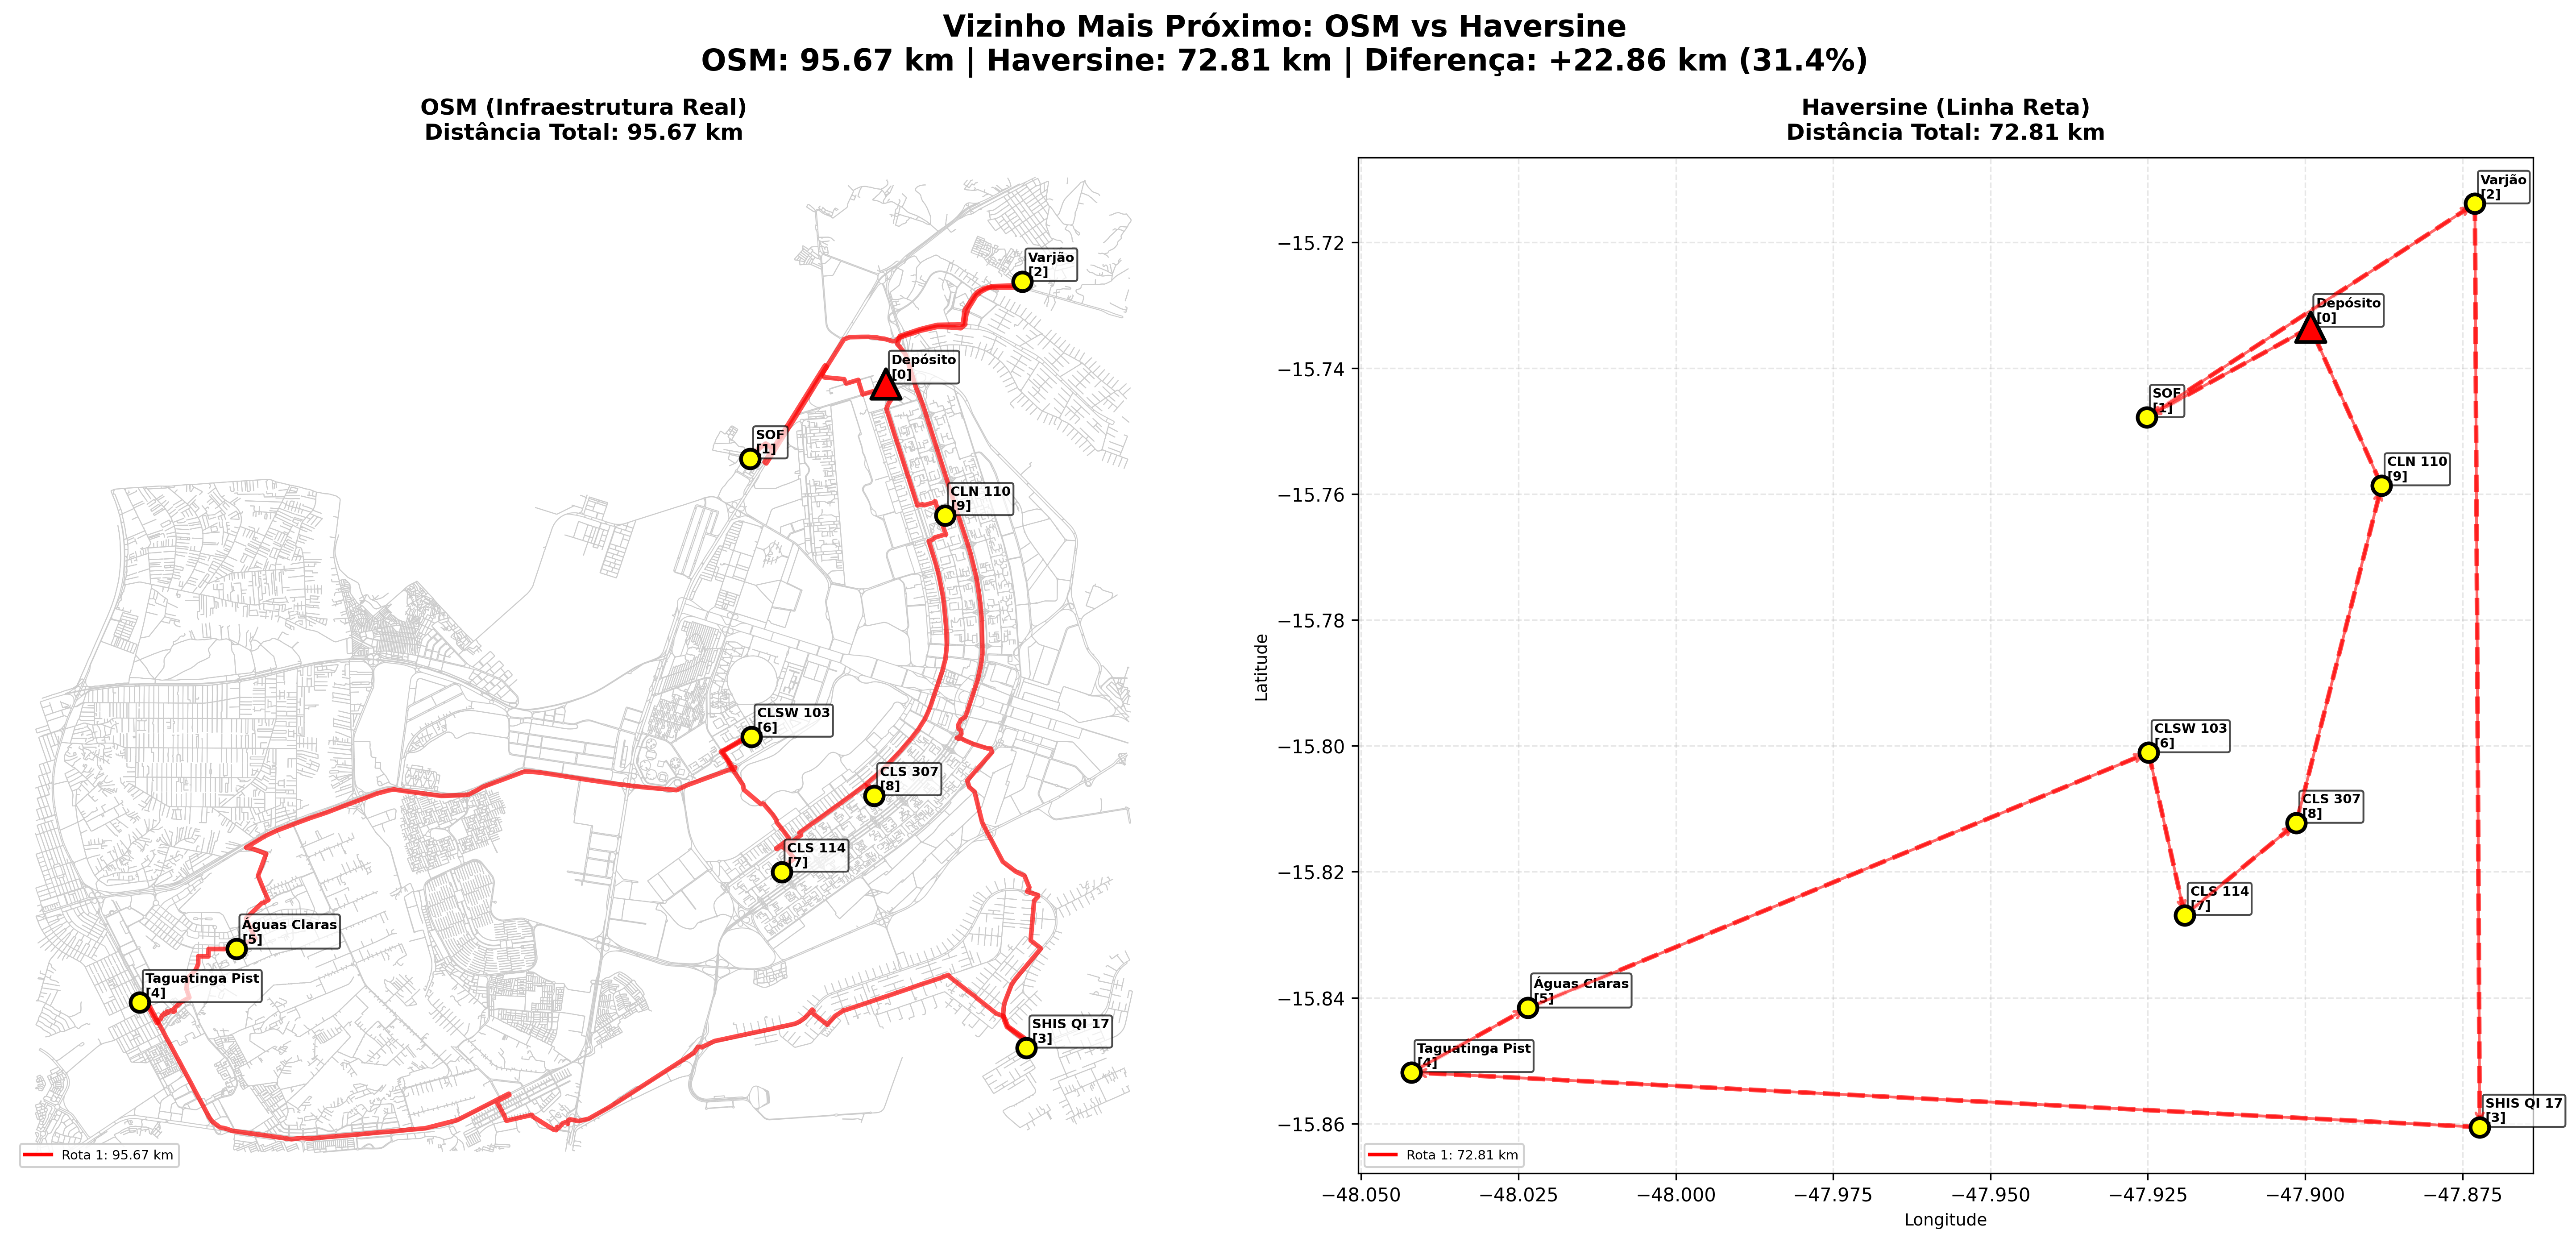 Vizinho Mais Próximo: OSM vs Haversine
OSM: 95.67 km | Haversine: 72.81 km | Diferença: +22.86 km (31.4%)
OSM (Infraestrutura Real)
Distância Total: 95.67 km
Varjão
[2]
Depósito
[0]
SOF
[1]
CLN 110
[9]
CLSW 103
[6]
CLS 307
[8]
CLS 114
[7]
Águas Claras
[5]
Taguatinga Pist
[4]
SHIS QI 17
[3]
Rota 1: 95.67 km
Haversine (Linha Reta)
Distância Total: 72.81 km
Varjão
[2]
Depósito
[0]
SOF
[1]
CLN 110
[9]
CLSW 103
[6]
CLS 307
[8]
CLS 114
[7]
Águas Claras
[5]
Taguatinga Pist
[4]
SHIS QI 17
[3]
Rota 1: 72.81 km
Latitude
−15.72
−15.74
−15.76
−15.78
−15.80
−15.82
−15.84
−15.86
−48.050
−48.025
−48.000
−47.975
−47.950
−47.925
−47.900
−47.875
Longitude